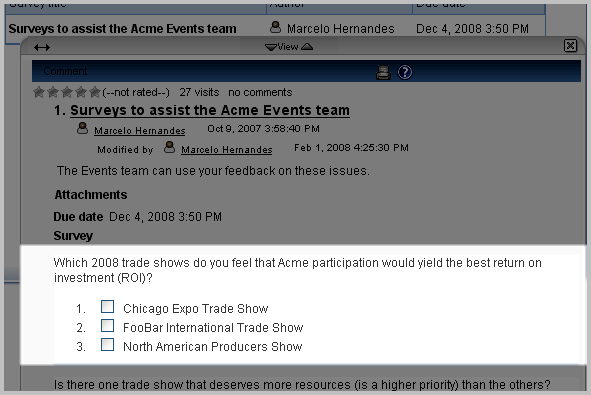 Survey title Author Due date
Surveys to assist the Acme Events team Marcelo Hernandes Dec 4, 2008 3:50 PM
View
Comment
(--not rated--) 27 visits no comments
1. Surveys to assist the Acme Events team
Marcelo Hernandes Oct 9, 2007 3:58:40 PM
Modified by Marcelo Hernandes Feb 1, 2008 4:25:30 PM
The Events team can use your feedback on these issues.
Attachments
Due date Dec 4, 2008 3:50 PM
Survey
Which 2008 trade shows do you feel that Acme participation would yield the best return on
investment (ROI)?
1. Chicago Expo Trade Show
2. FooBar International Trade Show
3. North American Producers Show
Is there one trade show that deserves more resources (is a higher priority) than the others?